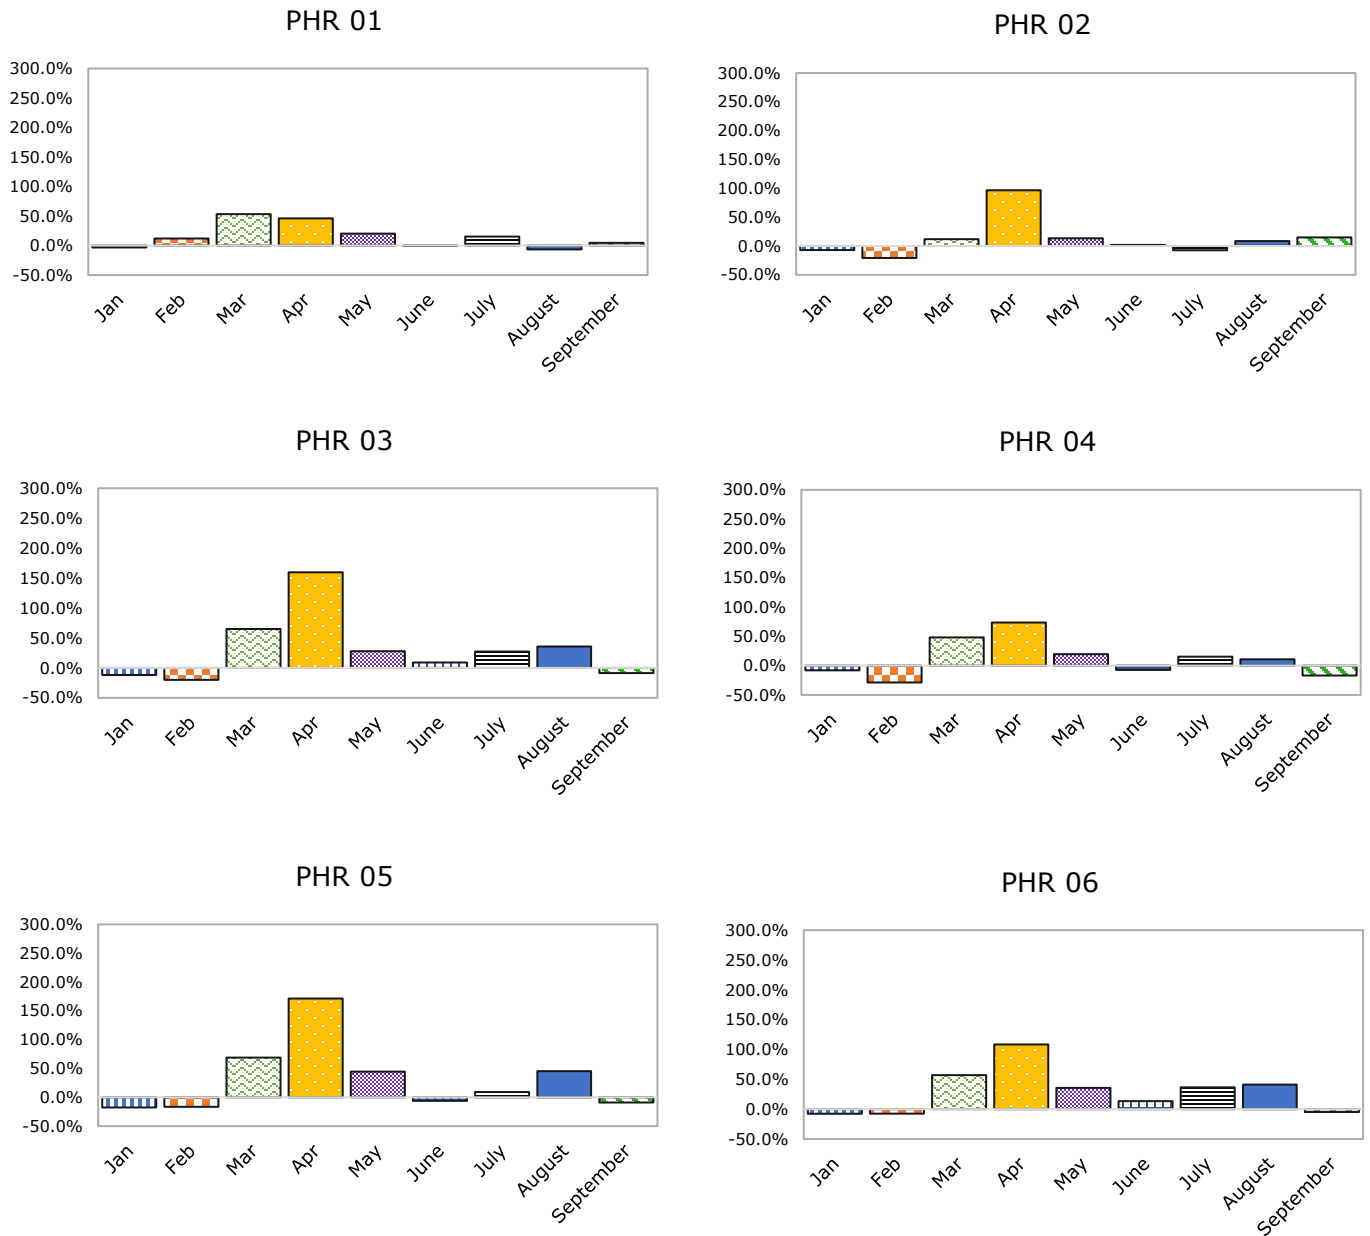 PHR 01
300.0%
250.0%
200.0%
150.0%
100.0%
50.0%
0.0%
-50.0%
Jan
Feb
Mar
Apr
May
June
July
August
September
PHR 02
300.0%
250.0%
200.0%
150.0%
100.0%
50.0%
0.0%
-50.0%
Jan
Feb
Mar
Apr
May
June
July
August
September
PHR 03
300.0%
250.0%
200.0%
150.0%
100.0%
50.0%
0.0%
-50.0%
Jan
Feb
Mar
Apr
May
June
July
August
September
PHR 04
300.0%
250.0%
200.0%
150.0%
100.0%
50.0%
0.0%
-50.0%
Jan
Feb
Mar
Apr
May
June
July
August
September
PHR 05
300.0%
250.0%
200.0%
150.0%
100.0%
50.0%
0.0%
-50.0%
Jan
Feb
Mar
Apr
May
June
July
August
September
PHR 06
300.0%
250.0%
200.0%
150.0%
100.0%
50.0%
0.0%
-50.0%
Jan
Feb
Mar
Apr
May
June
July
August
September